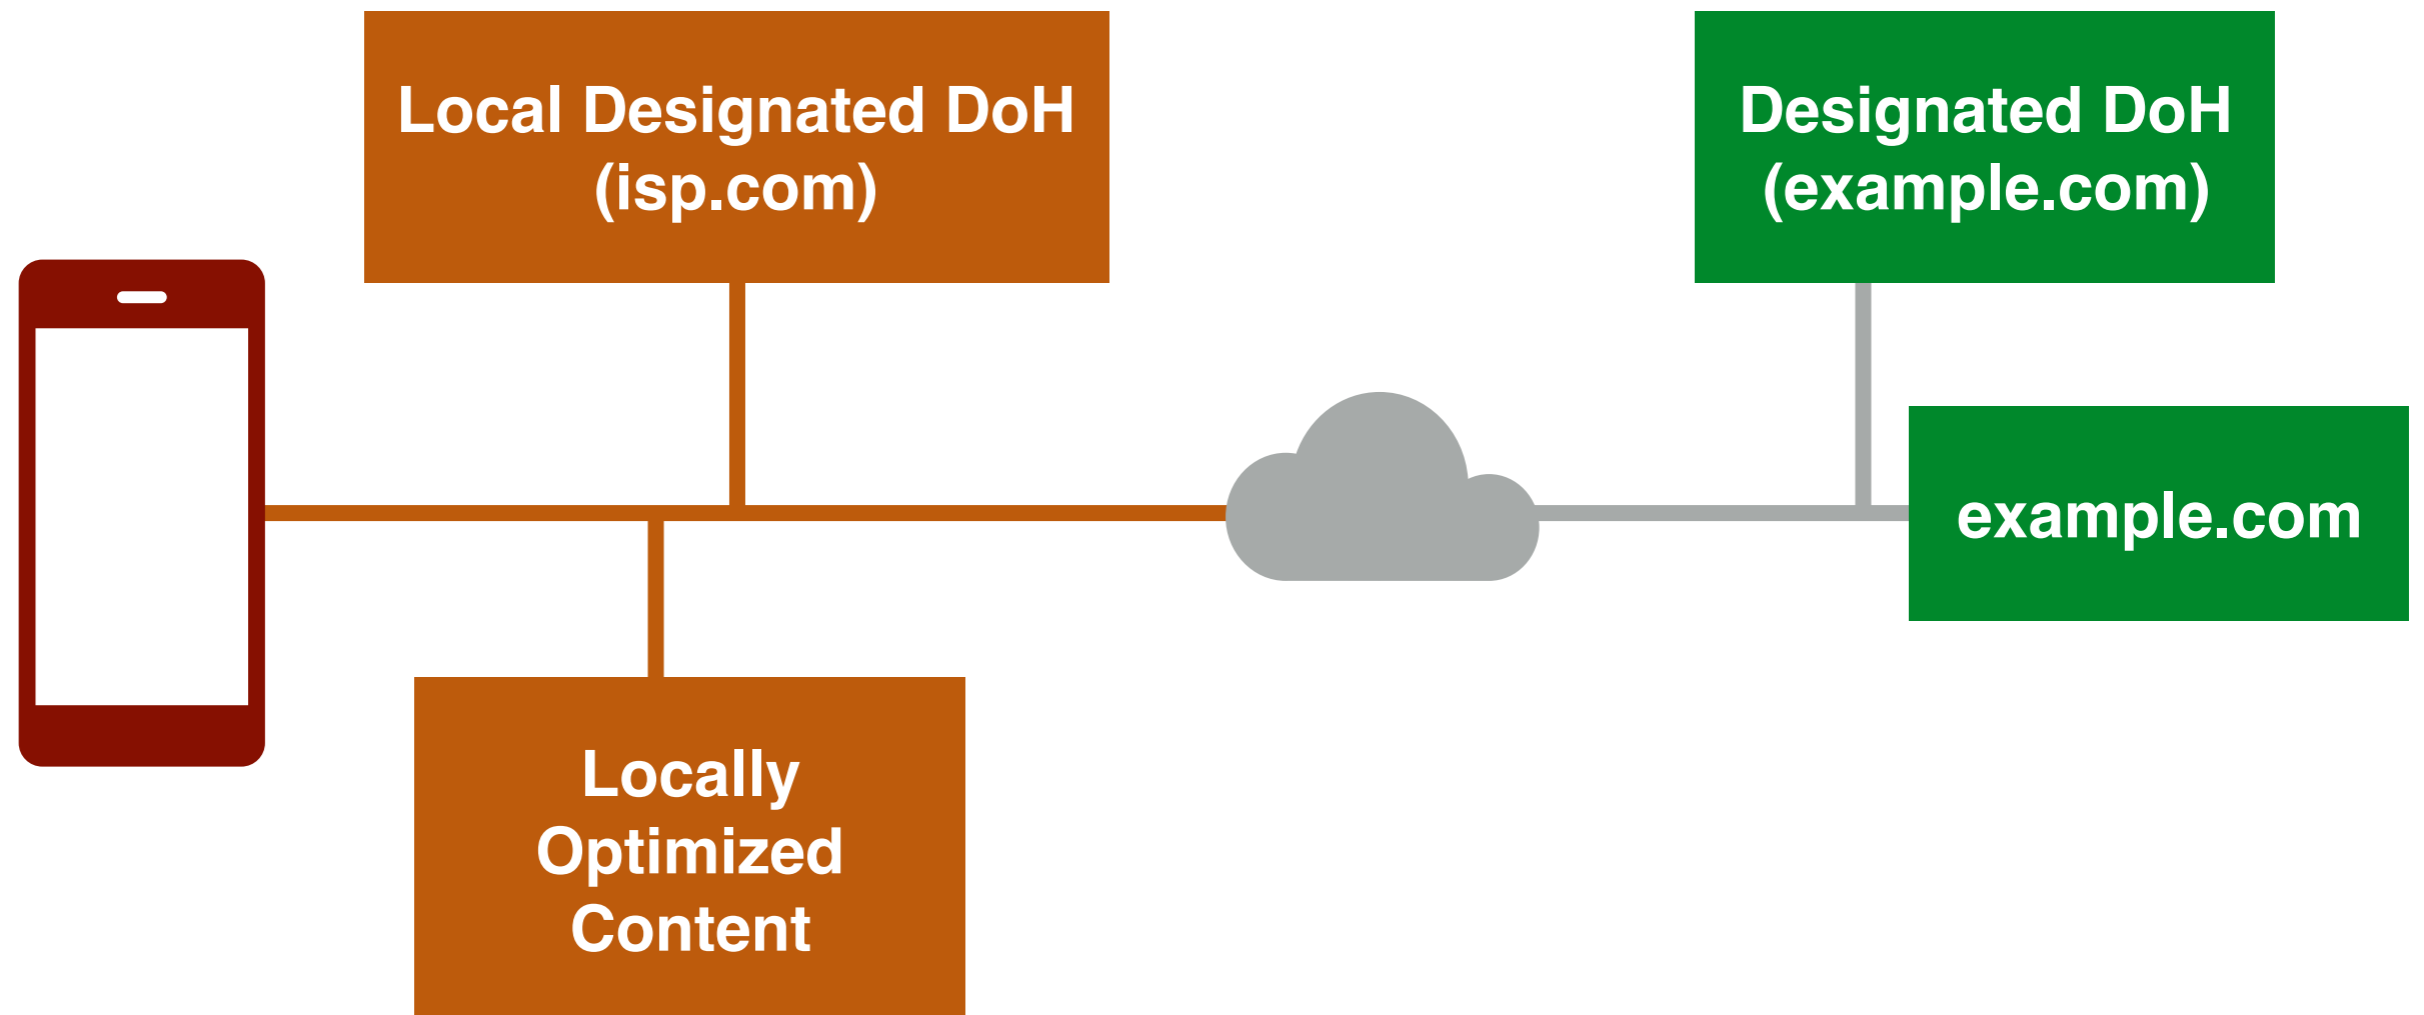 Local Designated DoH
(isp.com)
Designated DoH
(example.com)
example.com
Locally
Optimized
Content